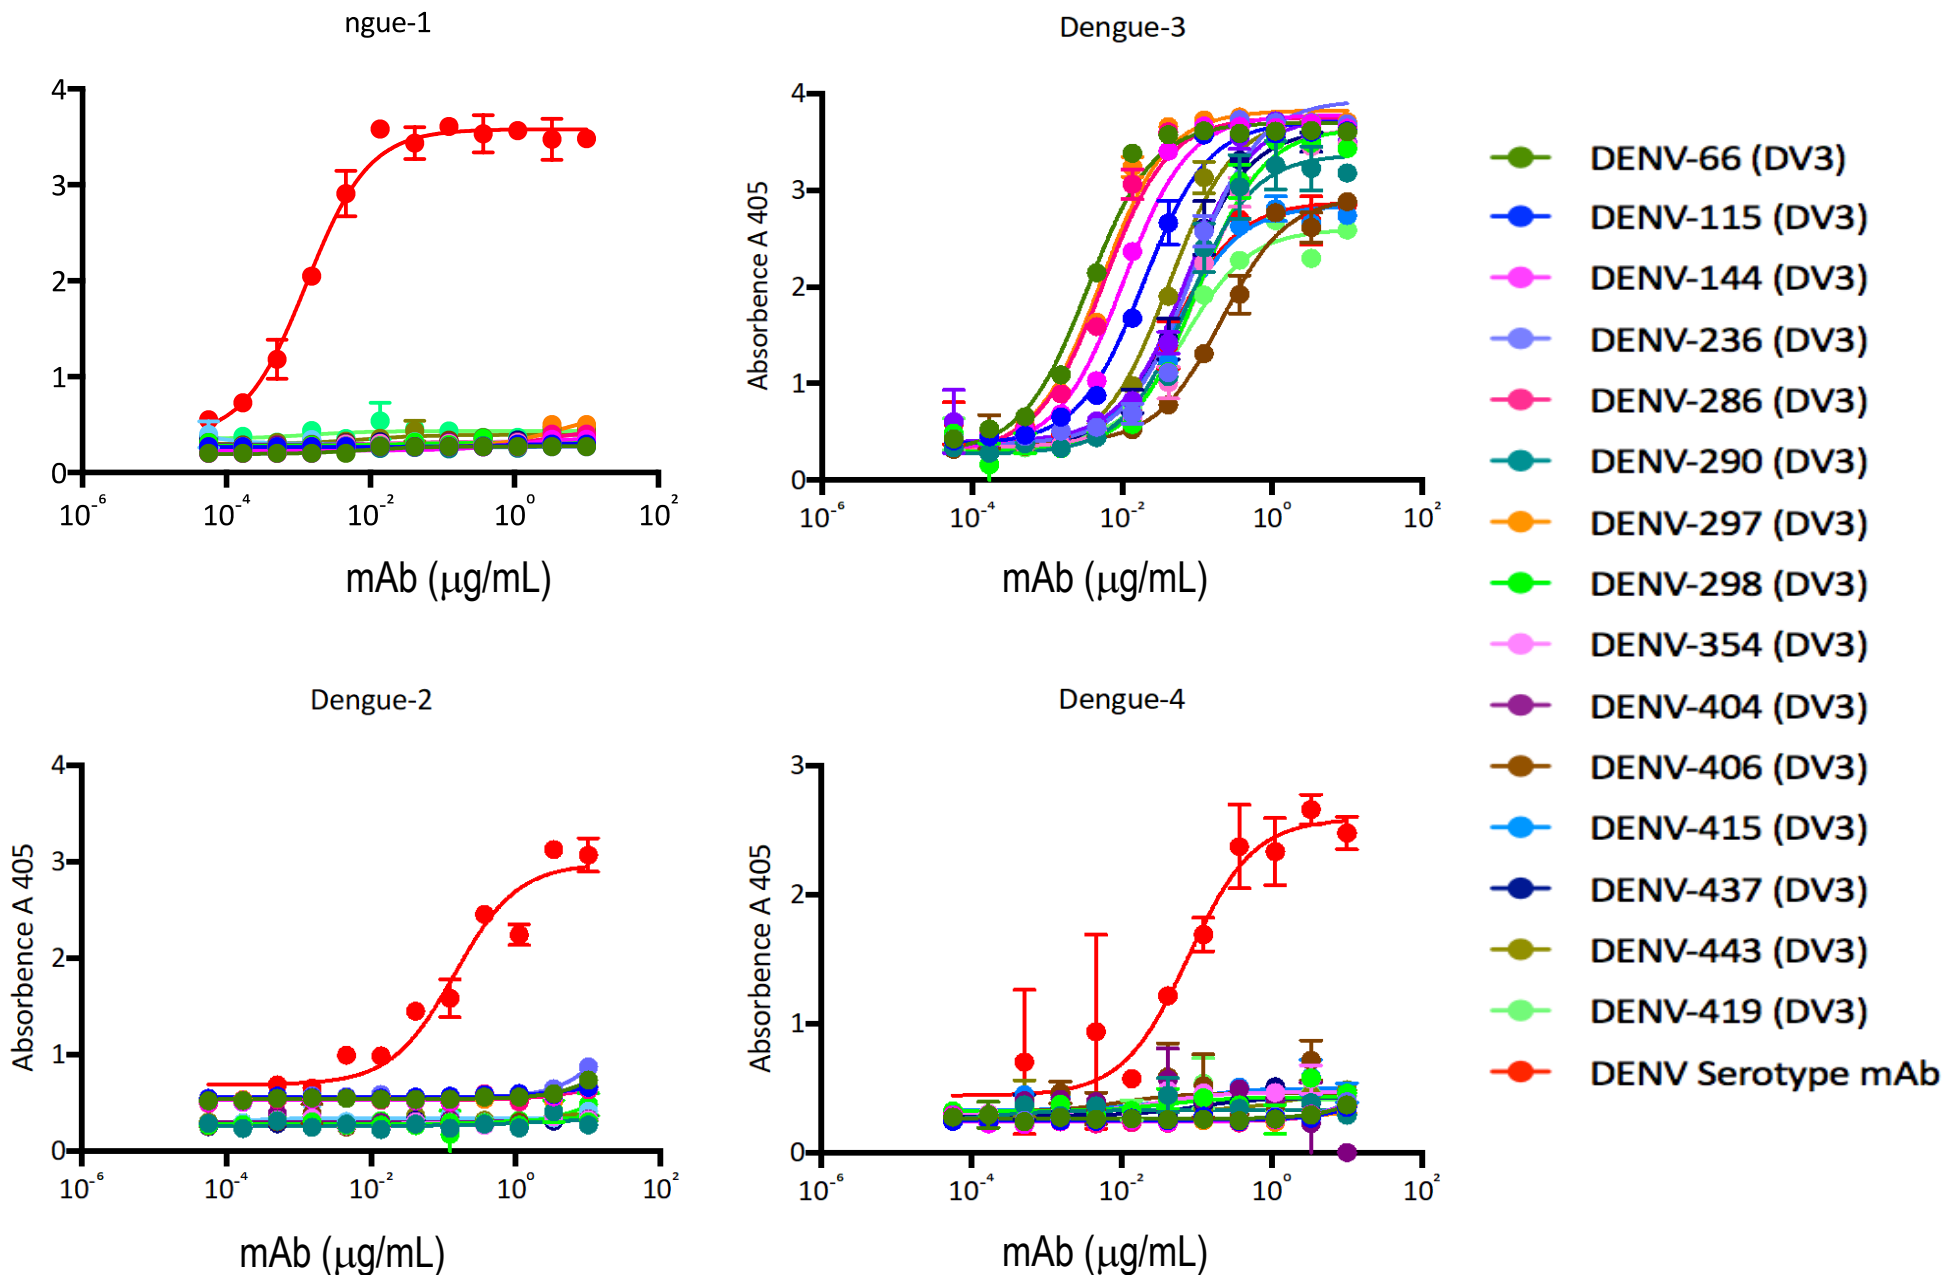 ngue-1
4
3
2
1
0
10⁻⁶ 10⁻⁴ 10⁻² 10⁰ 10²
mAb (μg/mL)
Dengue-3
Absorbence A 405
4
3
2
1
0
10⁻⁶ 10⁻⁴ 10⁻² 10⁰ 10²
mAb (μg/mL)
Dengue-2
Absorbence A 405
4
3
2
1
0
10⁻⁶ 10⁻⁴ 10⁻² 10⁰ 10²
mAb (μg/mL)
Dengue-4
Absorbence A 405
3
2
1
0
10⁻⁶ 10⁻⁴ 10⁻² 10⁰ 10²
mAb (μg/mL)
DENV-66 (DV3)
DENV-115 (DV3)
DENV-144 (DV3)
DENV-236 (DV3)
DENV-286 (DV3)
DENV-290 (DV3)
DENV-297 (DV3)
DENV-298 (DV3)
DENV-354 (DV3)
DENV-404 (DV3)
DENV-406 (DV3)
DENV-415 (DV3)
DENV-437 (DV3)
DENV-443 (DV3)
DENV-419 (DV3)
DENV Serotype mAb